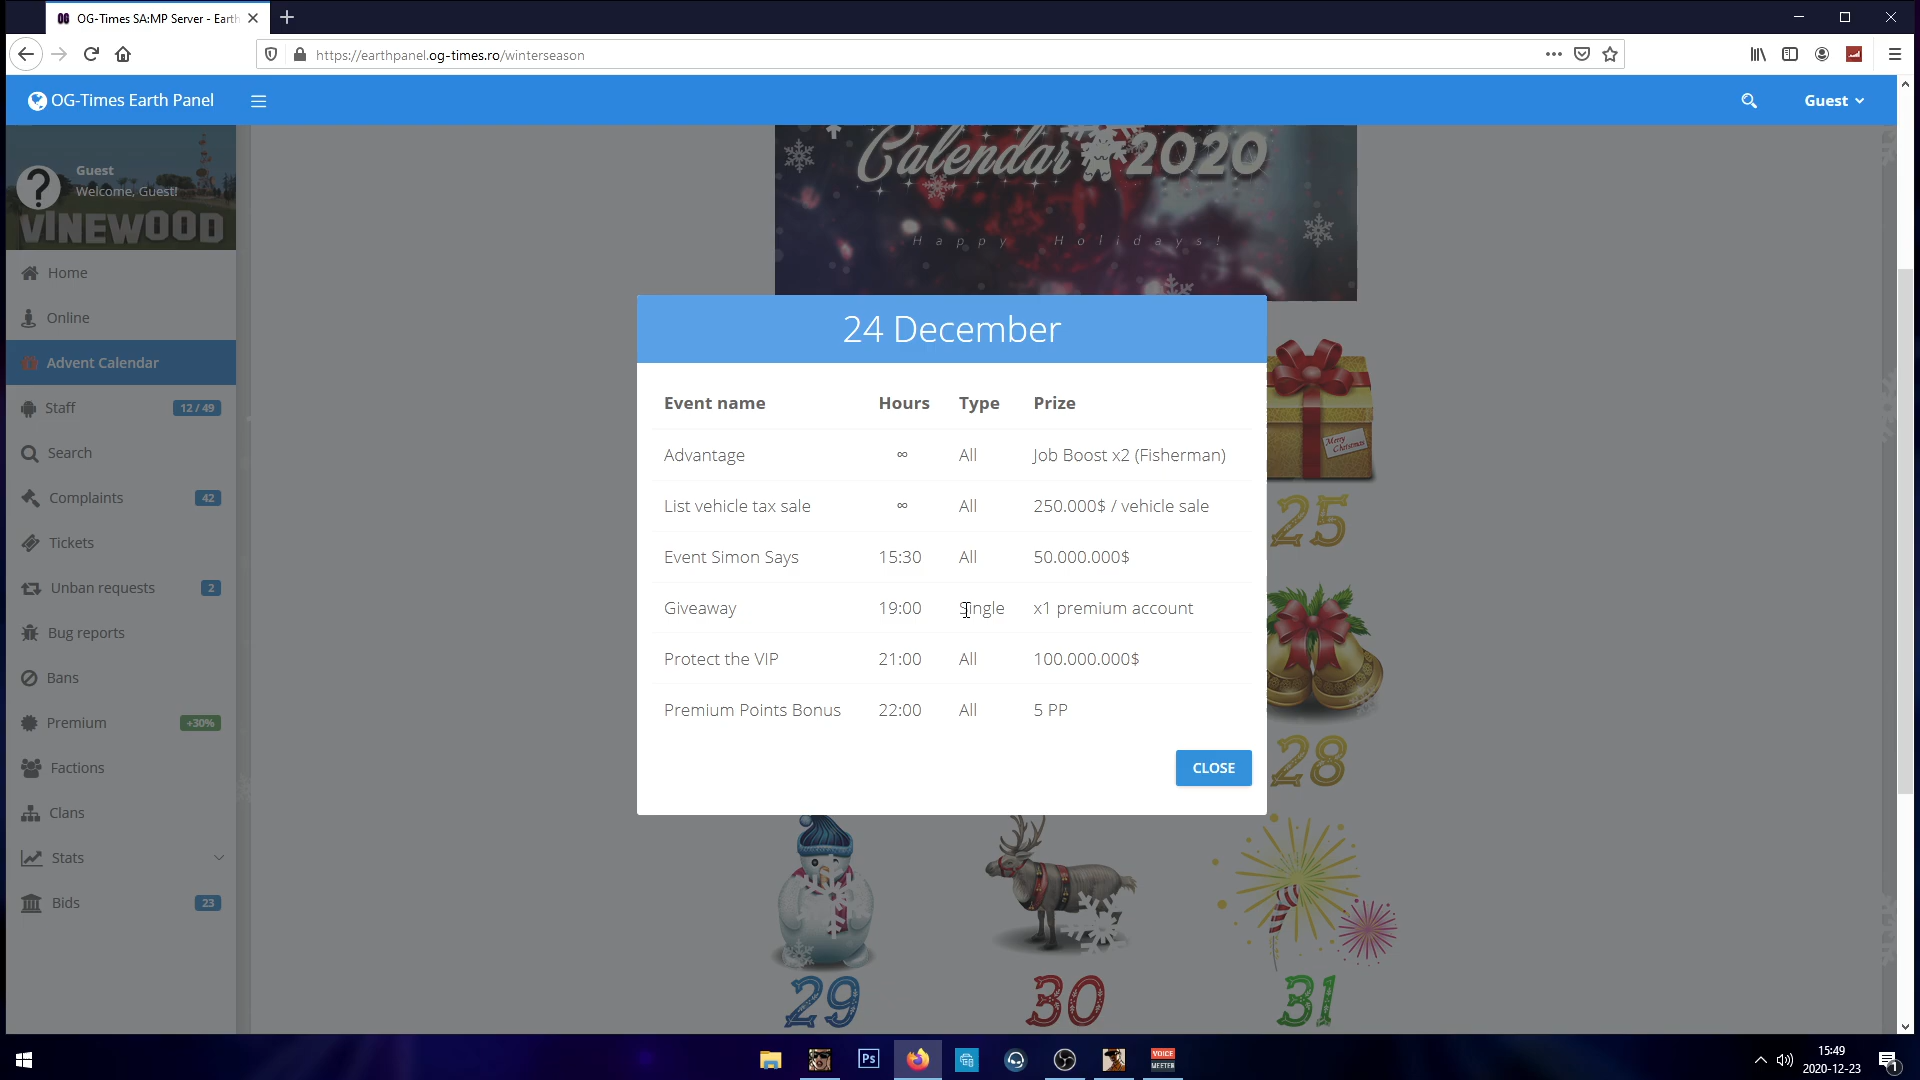 OG-Times SA:MP Server - Earth
https://earthpanel.og-times.ro/winterseason
OG-Times Earth Panel
Guest
Guest
Welcome, Guest!
VINEWOOD
Home
Online
Advent Calendar
Staff 12 / 49
Search
Complaints 42
Tickets
Unban requests 2
Bug reports
Bans
Premium +30%
Factions
Clans
Stats
Bids 23
Calendar 2020
Happy Holidays!
24 December
Event name Hours Type Prize
Advantage ∞ All Job Boost x2 (Fisherman)
List vehicle tax sale ∞ All 250.000$ / vehicle sale
Event Simon Says 15:30 All 50.000.000$
Giveaway 19:00 Single x1 premium account
Protect the VIP 21:00 All 100.000.000$
Premium Points Bonus 22:00 All 5 PP
CLOSE
Merry
Christmas
25
28
29 30 31
Ps
VOICE
MEETER
15:49
2020-12-23
1